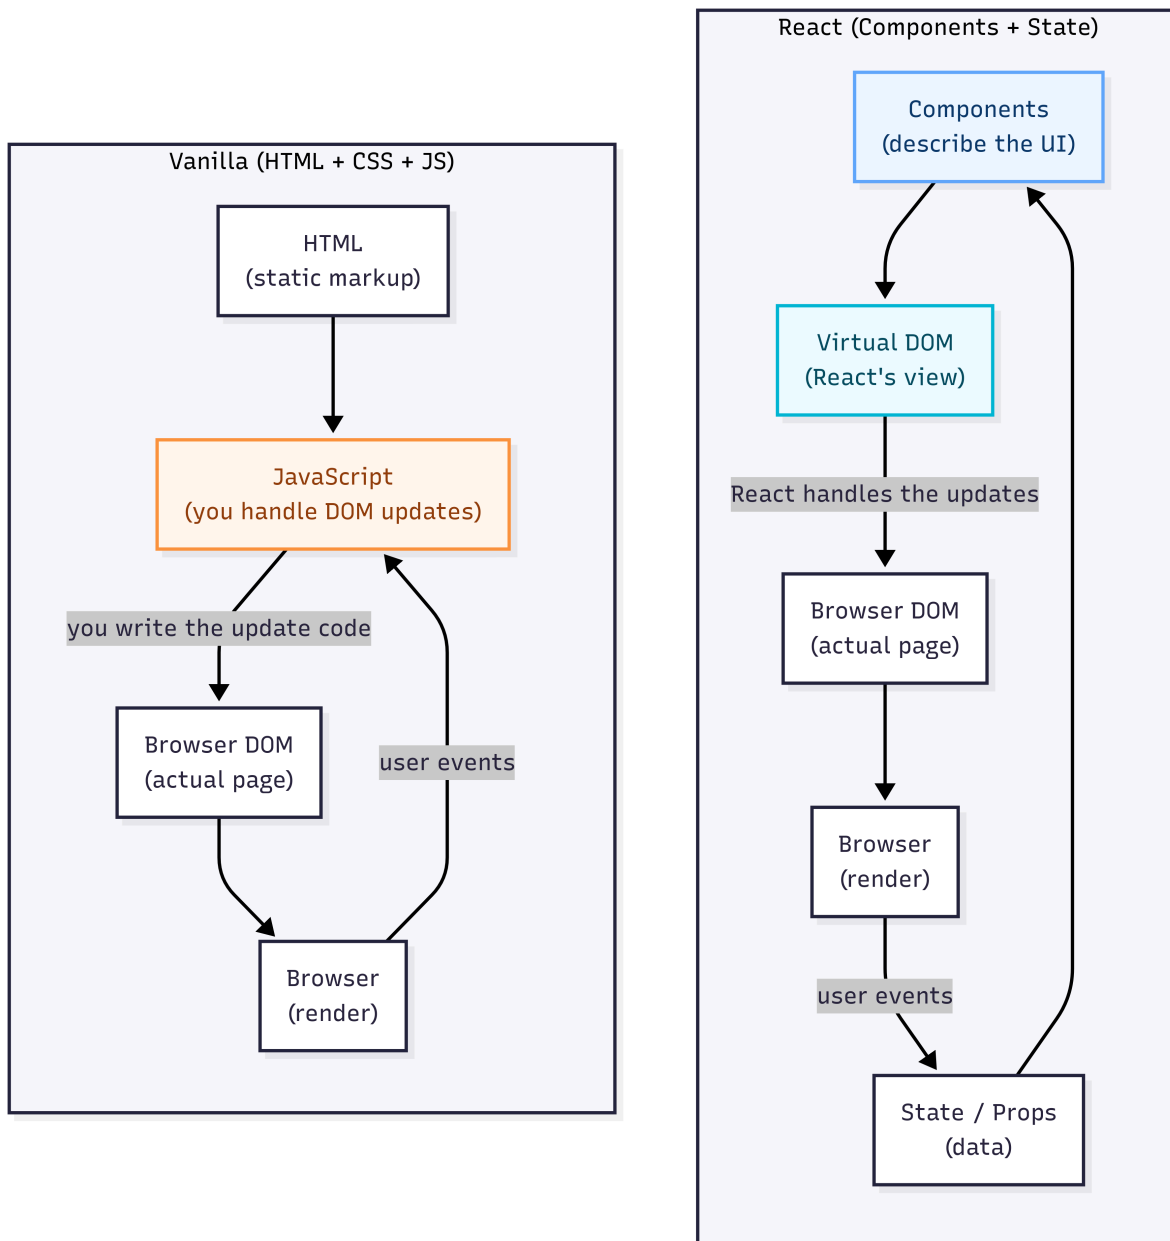 Vanilla (HTML + CSS + JS)
HTML
(static markup)
JavaScript
(you handle DOM updates)
you write the update code
Browser DOM
(actual page)
user events
Browser
(render)
React (Components + State)
Components
(describe the UI)
Virtual DOM
(React's view)
React handles the updates
Browser DOM
(actual page)
Browser
(render)
user events
State / Props
(data)